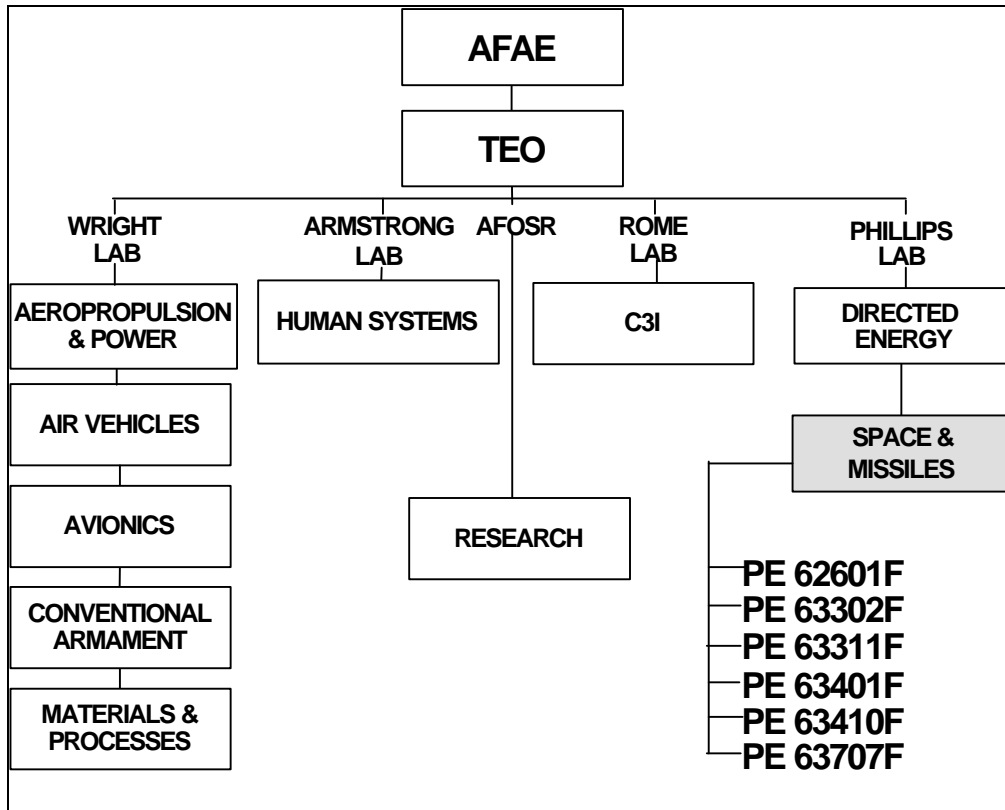 AFAE
TEO
WRIGHT
LAB
ARMSTRONG
LAB
AFOSR
ROME
LAB
PHILLIPS
LAB
AEROPROPULSION
& POWER
HUMAN SYSTEMS
C3I
DIRECTED
ENERGY
AIR VEHICLES
SPACE &
MISSILES
AVIONICS
RESEARCH
CONVENTIONAL
ARMAMENT
MATERIALS &
PROCESSES
PE 62601F
PE 63302F
PE 63311F
PE 63401F
PE 63410F
PE 63707F